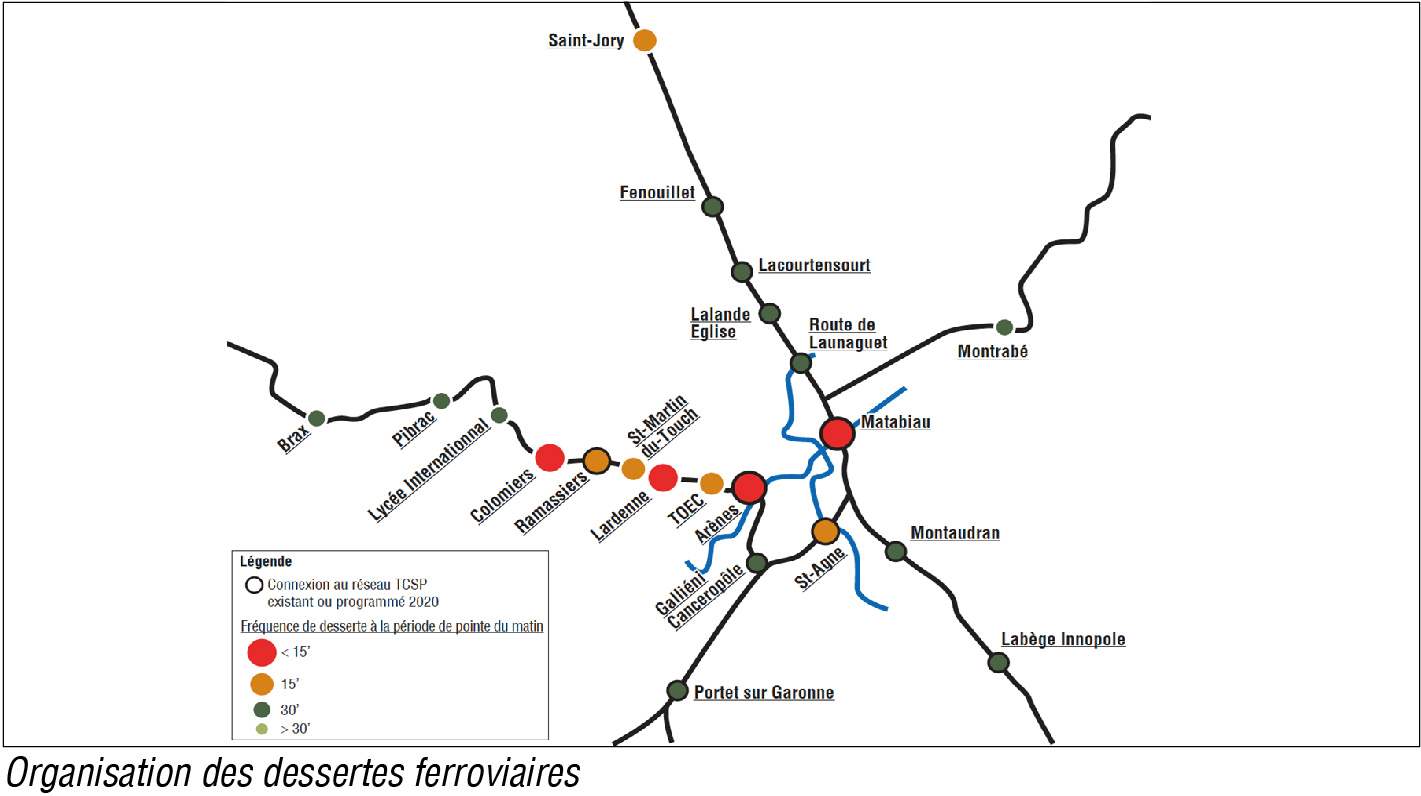 Saint-Jory
Fenouillet
Lacourtensourt
Lalande
Eglise
Route de
Launaguet
Montrabé
Matabiau
Brax
Pibrac
Lycée Internationnal
Colomiers
Ramassiers
St-Martin
du-Touch
Lardenne
TOEC
Arènes
Galliéni
Canceropôte
St-Agne
Montaudran
Labège Innopole
Portet sur Garonne
Légende
Connexion au réseau TCSP
existant ou programmé 2020
Fréquence de desserte à la période de pointe du matin
< 15’
15’
30’
> 30’
Organisation des dessertes ferroviaires